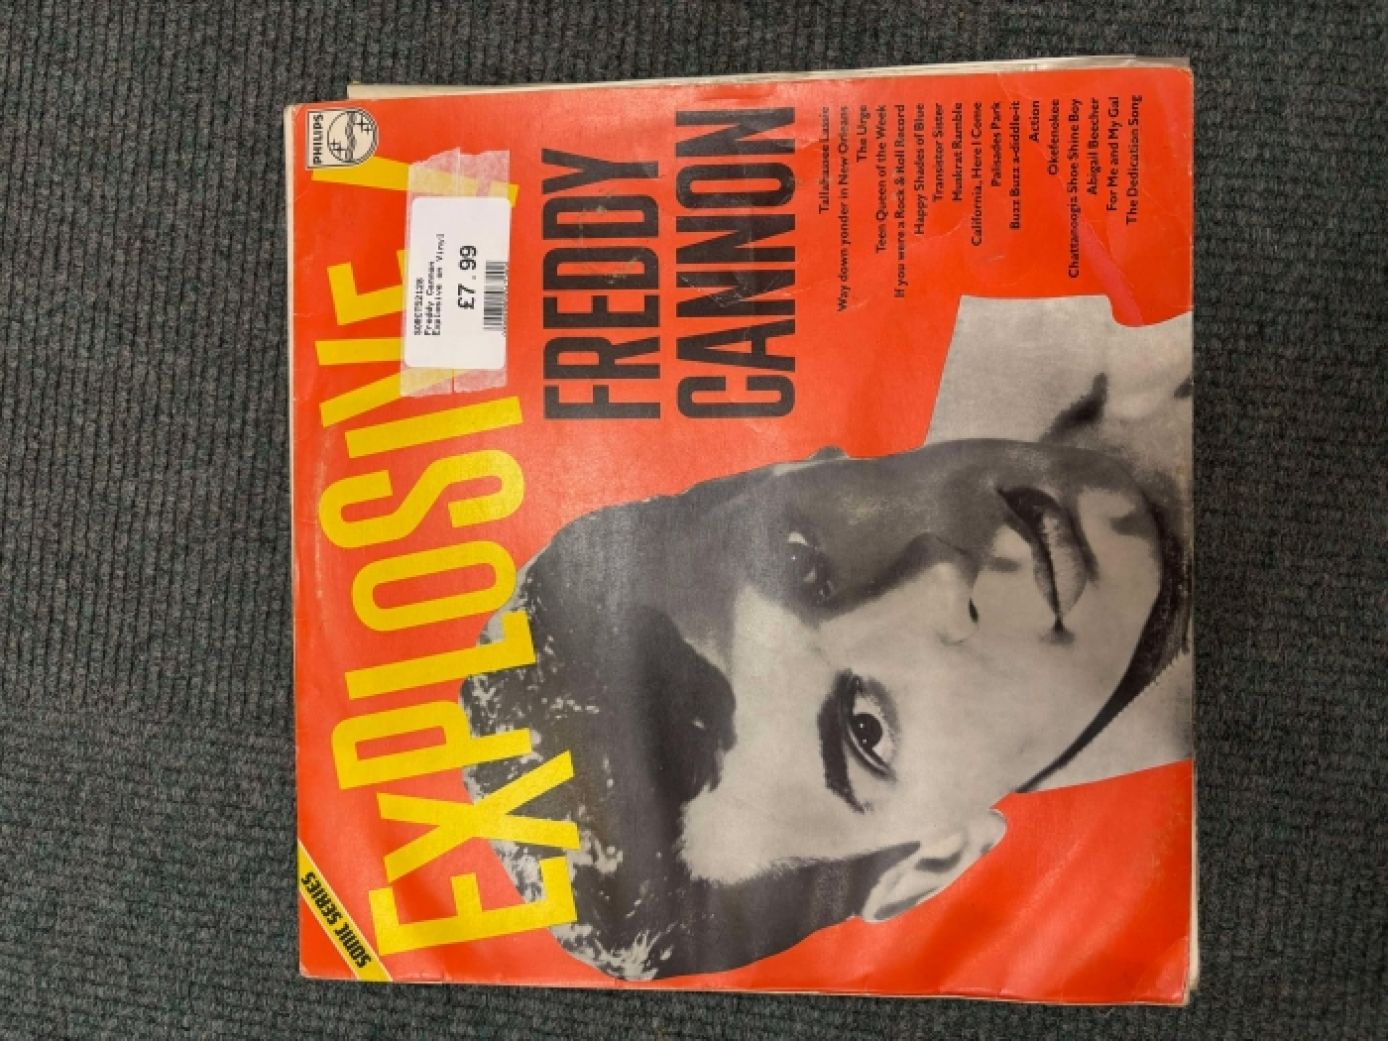 PHILIPS
SONIC SERIES
EXPLOSIVE
GORCT52128
Freddy Cannon
Explosive on Vinyl
£7.99
FREDDY
CANNON
Tallahassee Lassie
Way down yonder in New Orleans
The Urge
Teen Queen of the Week
If you were a Rock & Roll Record
Happy Shades of Blue
Transistor Sister
Muskrat Ramble
California, Here I Come
Palisades Park
Buzz Buzz a-diddle-it
Action
Okefenokee
Chattanoogia Shoe Shine Boy
Abigail Beecher
For Me and My Gal
The Dedication Song